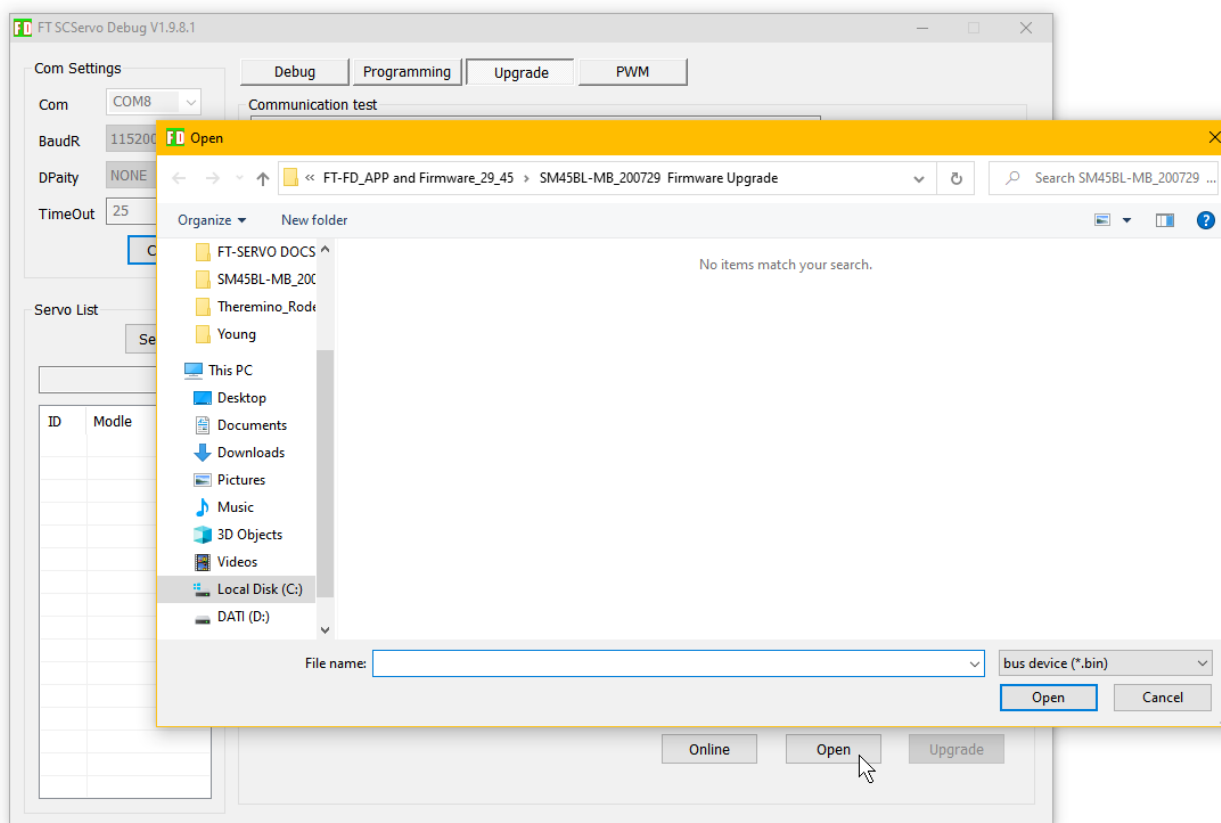 FD FT SCServo Debug V1.9.8.1
Com Settings
Com COM8
BaudR 115200
DPaity NONE
TimeOut 25
Debug Programming Upgrade PWM
Communication test
FD Open
« FT-FD_APP and Firmware_29_45 › SM45BL-MB_200729 Firmware Upgrade
Search SM45BL-MB_200729 ...
Organize New folder
?
FT-SERVO DOCS
SM45BL-MB_200
Theremino_Rode
Young
This PC
Desktop
Documents
Downloads
Pictures
Music
3D Objects
Videos
Local Disk (C:)
DATI (D:)
No items match your search.
File name:
bus device (*.bin)
Open Cancel
Servo List
Se
ID Modle
Online Open Upgrade